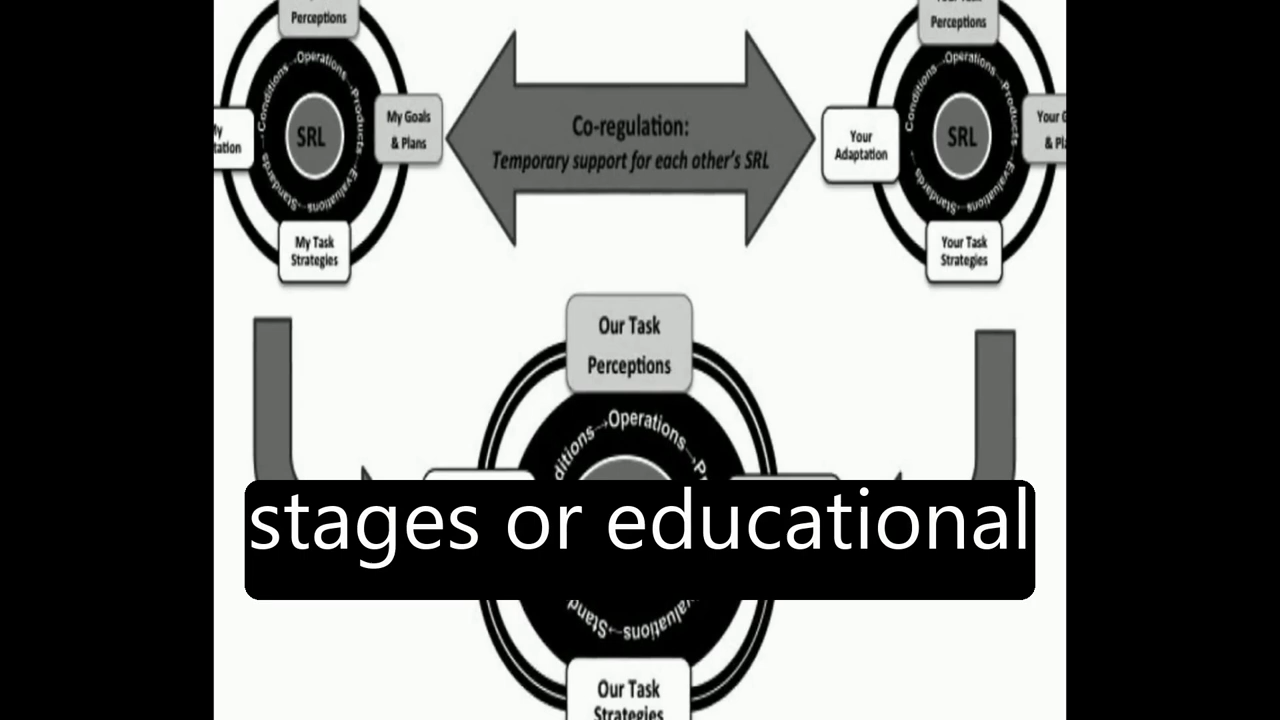 Perceptions
Your Task
Perceptions
Conditions→Operations→Products→Evaluations→Standards→
SRL
My Goals
& Plans
My Task
Strategies
Co-regulation:
Temporary support for each other's SRL
Your
Adaptation
Conditions→Operations→Products→Evaluations→Standards→
SRL
Your Task
Strategies
Our Task
Perceptions
→Operations→
stages or educational
Our Task
Strategies